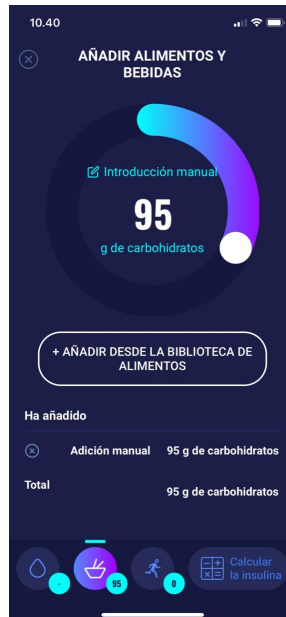 10.40
AÑADIR ALIMENTOS Y
BEBIDAS
Introducción manual
95
g de carbohidratos
+ AÑADIR DESDE LA BIBLIOTECA DE
ALIMENTOS
Ha añadido
Adición manual 95 g de carbohidratos
Total 95 g de carbohidratos
- 95 0 Calcular
la insulina